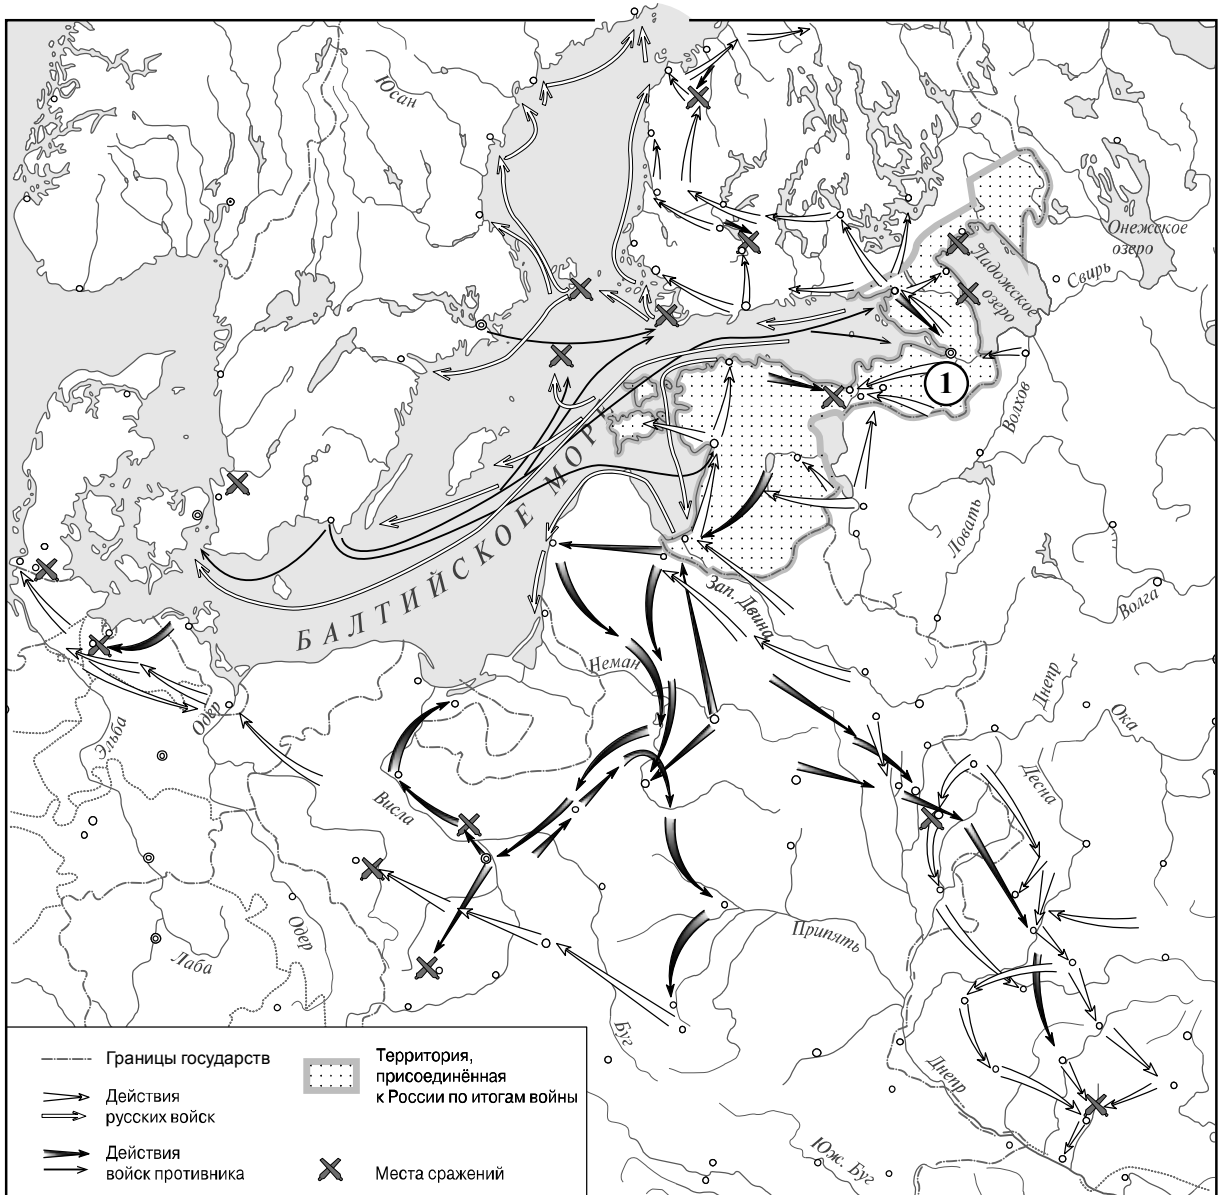 Юсан
Онежское
озеро
Ладожское
озеро
Свирь
1
Волхов
БАЛТИЙСКОЕ МОРЕ
Ловать
Зап. Двина
Волга
Неман
Днепр
Ока
Эльба
Одер
Десна
Висла
Одер
Лаба
Припять
Буг
Днепр
Юж. Буг
Границы государств
Действия
русских войск
Действия
войск противника
Территория,
присоединённая
к России по итогам войны
Места сражений